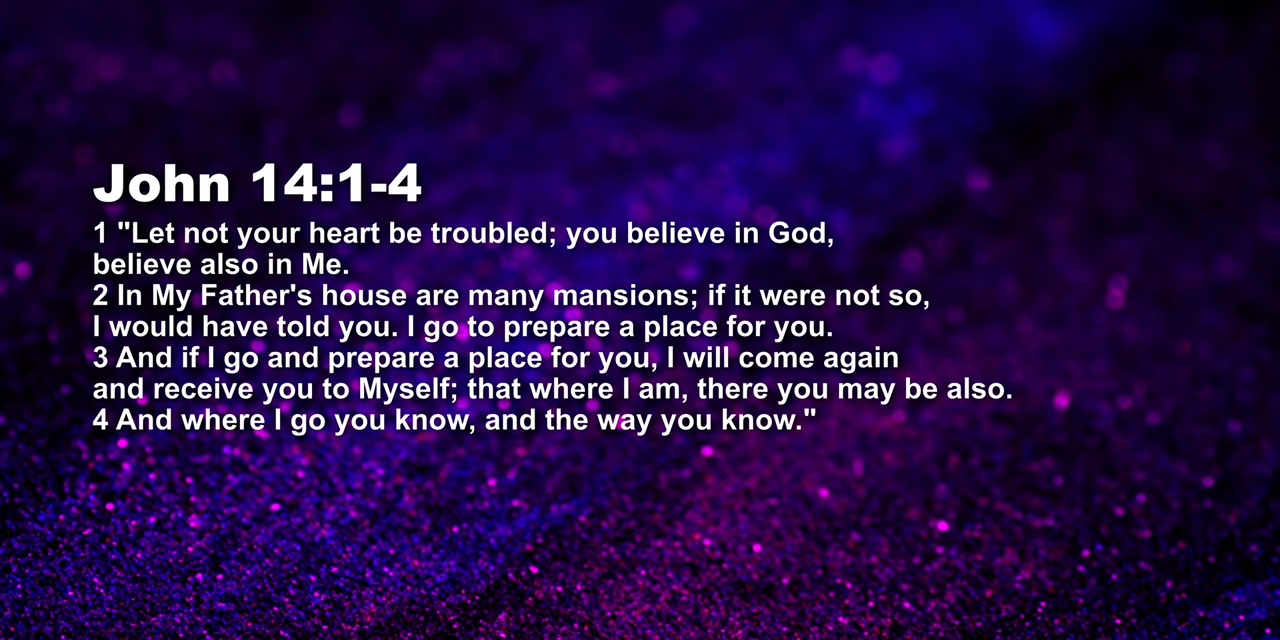 John 14:1-4
1 "Let not your heart be troubled; you believe in God,
believe also in Me.
2 In My Father's house are many mansions; if it were not so,
I would have told you. I go to prepare a place for you.
3 And if I go and prepare a place for you, I will come again
and receive you to Myself; that where I am, there you may be also.
4 And where I go you know, and the way you know."